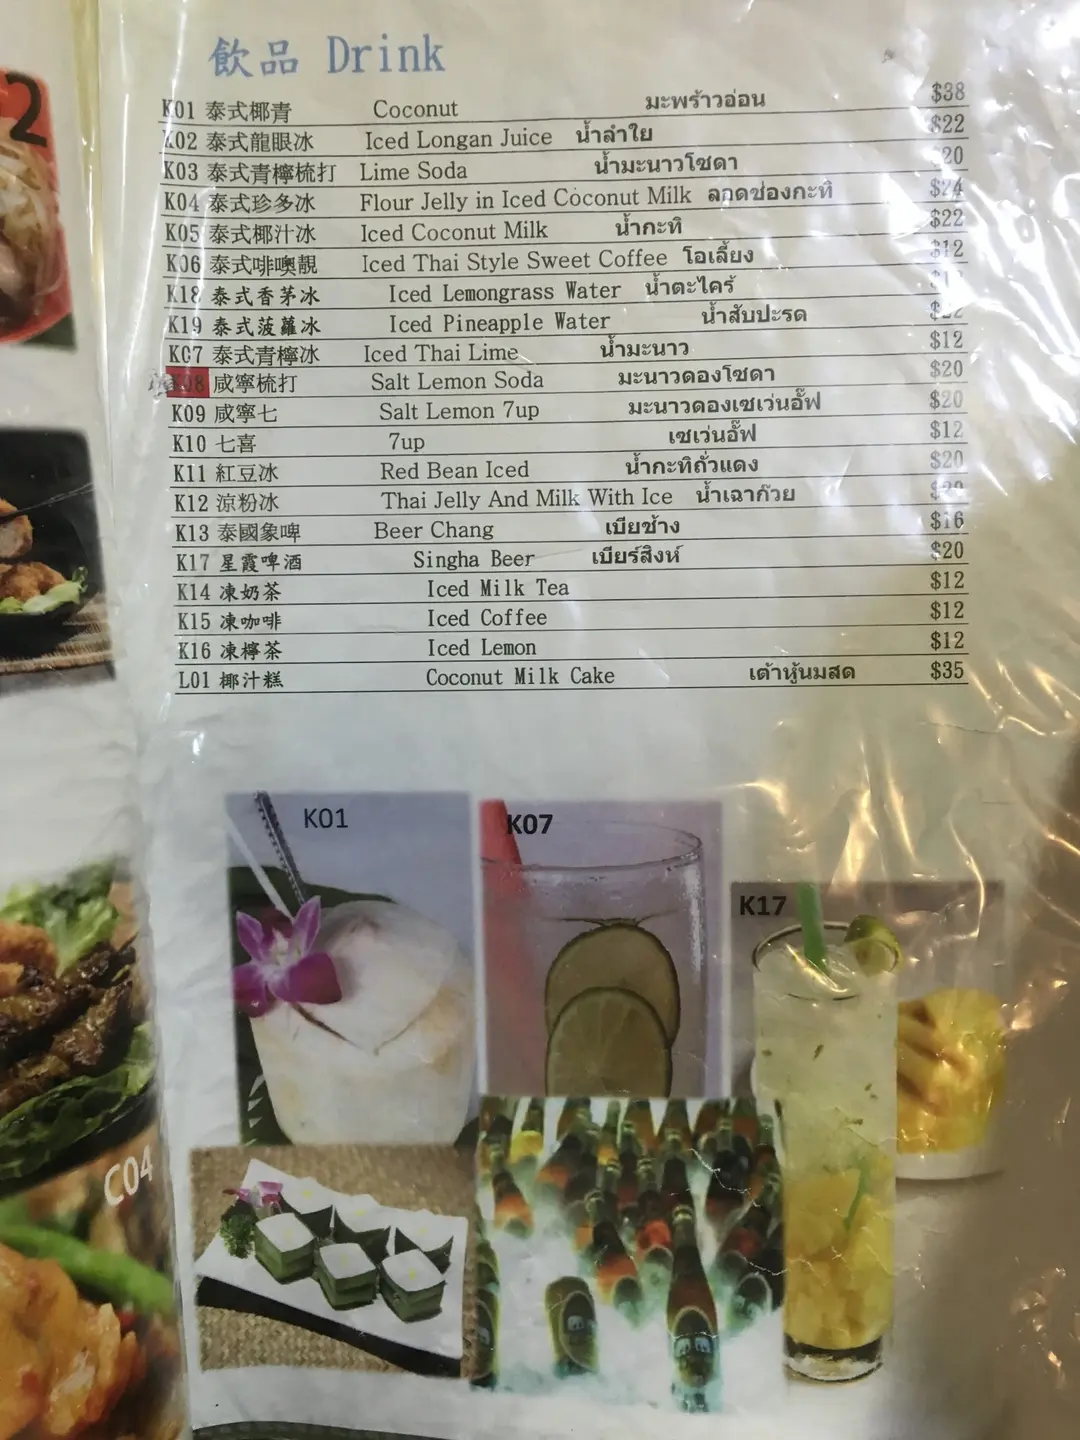 2
飲品 Drink
K01 泰式椰青 Coconut มะพร้าวอ่อน $38
K02 泰式龍眼冰 Iced Longan Juice น้ำลำใย $22
K03 泰式青檸梳打 Lime Soda น้ำมะนาวโซดา $20
K04 泰式珍多冰 Flour Jelly in Iced Coconut Milk ลอดช่องกะทิ $24
K05 泰式椰汁冰 Iced Coconut Milk น้ำกะทิ $22
K06 泰式啡噢靚 Iced Thai Style Sweet Coffee โอเลี้ยง $12
K18 泰式香茅冰 Iced Lemongrass Water น้ำตะไคร้
K19 泰式菠蘿冰 Iced Pineapple Water น้ำสับปะรด
K07 泰式青檸冰 Iced Thai Lime น้ำมะนาว $12
K08 咸寧梳打 Salt Lemon Soda มะนาวดองโซดา $20
K09 咸寧七 Salt Lemon 7up มะนาวดองเซเว่นอั๊ฟ $20
K10 七喜 7up เซเว่นอั๊ฟ $12
K11 紅豆冰 Red Bean Iced น้ำกะทิถั่วแดง $20
K12 涼粉冰 Thai Jelly And Milk With Ice น้ำเฉาก๊วย
K13 泰國象啤 Beer Chang เบียช้าง $16
K17 星霞啤酒 Singha Beer เบียร์สิงห์ $20
K14 凍奶茶 Iced Milk Tea $12
K15 凍咖啡 Iced Coffee $12
K16 凍檸茶 Iced Lemon $12
L01 椰汁糕 Coconut Milk Cake เต้าหู้นมสด $35
K01
K07
K17
C04